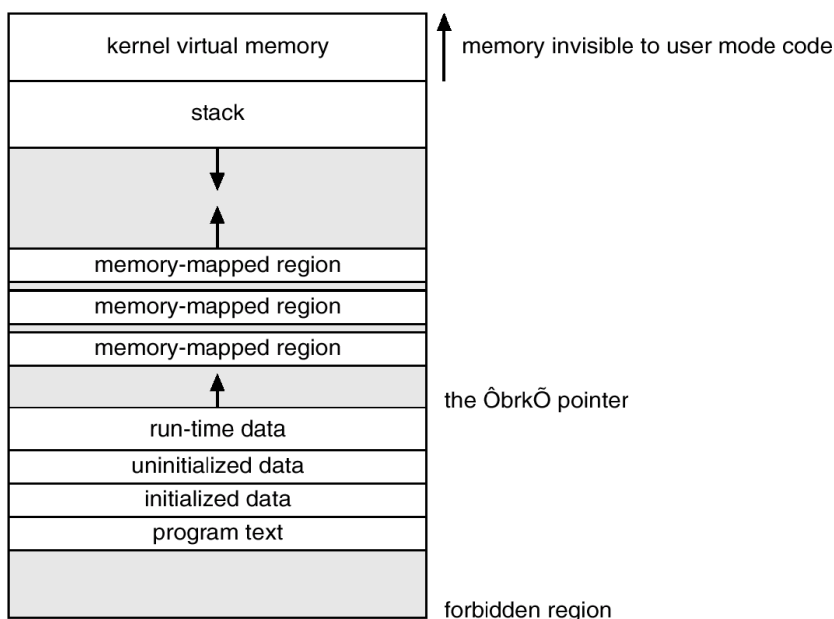 kernel virtual memory
memory invisible to user mode code
stack
memory-mapped region
memory-mapped region
memory-mapped region
the ÔbrkÕ pointer
run-time data
uninitialized data
initialized data
program text
forbidden region